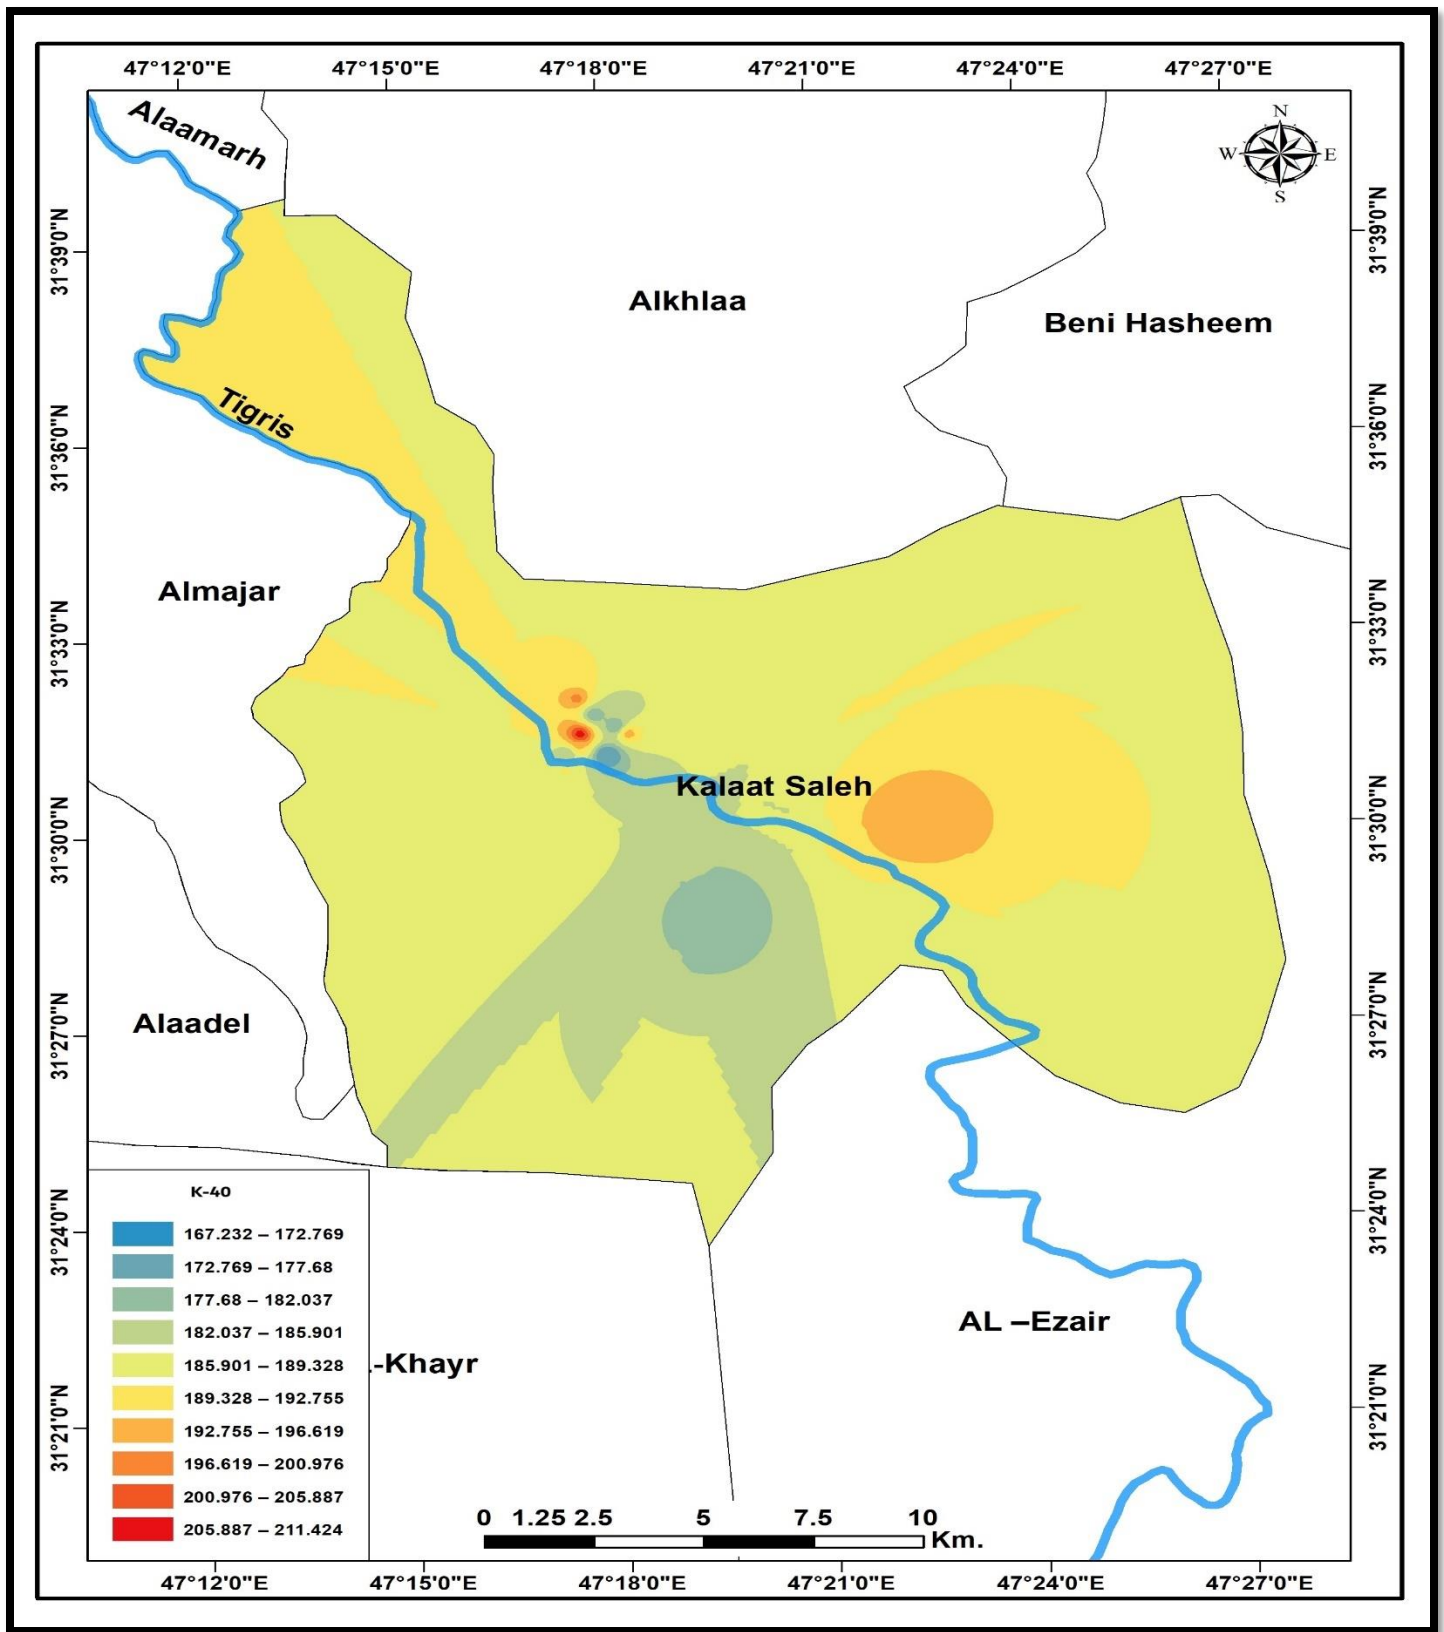 47°12'0"E 47°15'0"E 47°18'0"E 47°21'0"E 47°24'0"E 47°27'0"E
Alaamarh
N
W E
S
31°39'0"N 31°39'0"N
Alkhlaa
Beni Hasheem
Tigris
31°36'0"N 31°36'0"N
Almajar
31°33'0"N 31°33'0"N
Kalaat Saleh
31°30'0"N 31°30'0"N
Alaadel
31°27'0"N 31°27'0"N
K-40
167.232 – 172.769
172.769 – 177.68
177.68 – 182.037
182.037 – 185.901
185.901 – 189.328
189.328 – 192.755
192.755 – 196.619
196.619 – 200.976
200.976 – 205.887
205.887 – 211.424
31°24'0"N 31°24'0"N
AL –Ezair
-Khayr
31°21'0"N 31°21'0"N
0 1.25 2.5 5 7.5 10
Km.
47°12'0"E 47°15'0"E 47°18'0"E 47°21'0"E 47°24'0"E 47°27'0"E